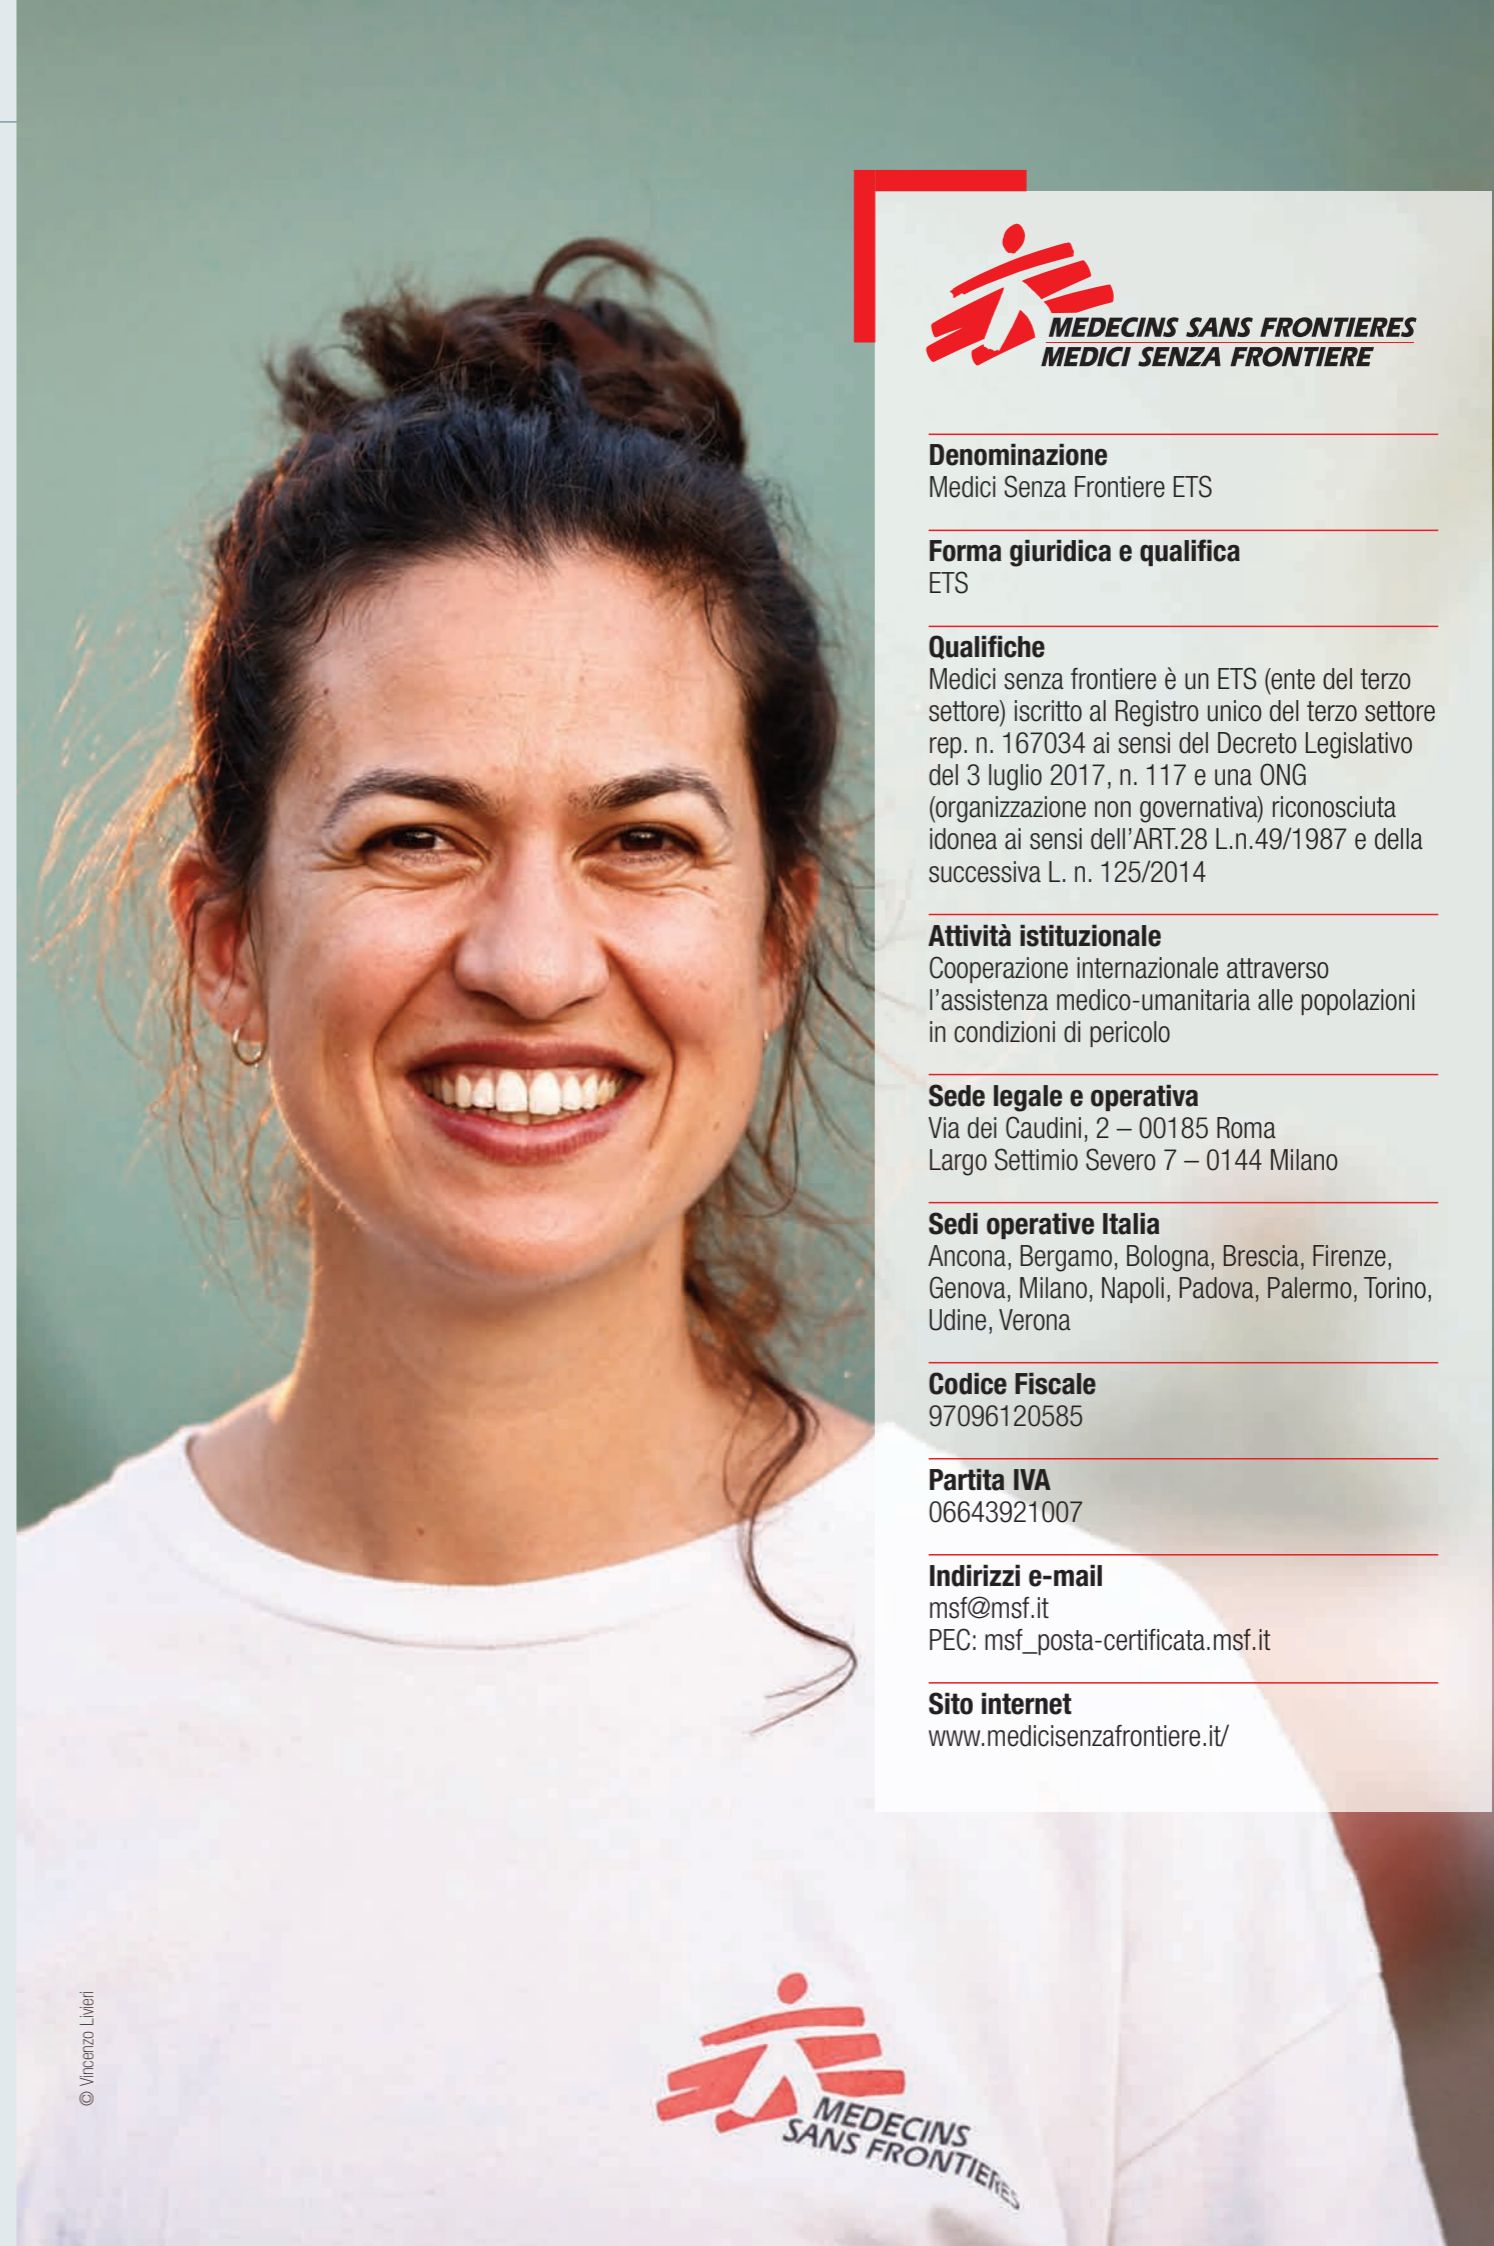 MEDECINS SANS FRONTIERES
MEDICI SENZA FRONTIERE
Denominazione
Medici Senza Frontiere ETS
Forma giuridica e qualifica
ETS
Qualifiche
Medici senza frontiere è un ETS (ente del terzo
settore) iscritto al Registro unico del terzo settore
rep. n. 167034 ai sensi del Decreto Legislativo
del 3 luglio 2017, n. 117 e una ONG
(organizzazione non governativa) riconosciuta
idonea ai sensi dell'ART.28 L.n.49/1987 e della
successiva L. n. 125/2014
Attività istituzionale
Cooperazione internazionale attraverso
l'assistenza medico-umanitaria alle popolazioni
in condizioni di pericolo
Sede legale e operativa
Via dei Caudini, 2 – 00185 Roma
Largo Settimio Severo 7 – 0144 Milano
Sedi operative Italia
Ancona, Bergamo, Bologna, Brescia, Firenze,
Genova, Milano, Napoli, Padova, Palermo, Torino,
Udine, Verona
Codice Fiscale
97096120585
Partita IVA
06643921007
Indirizzi e-mail
msf@msf.it
PEC: msf_posta-certificata.msf.it
Sito internet
www.medicisenzafrontiere.it/
© Vincenzo Livieri
MEDECINS
SANS FRONTIERES